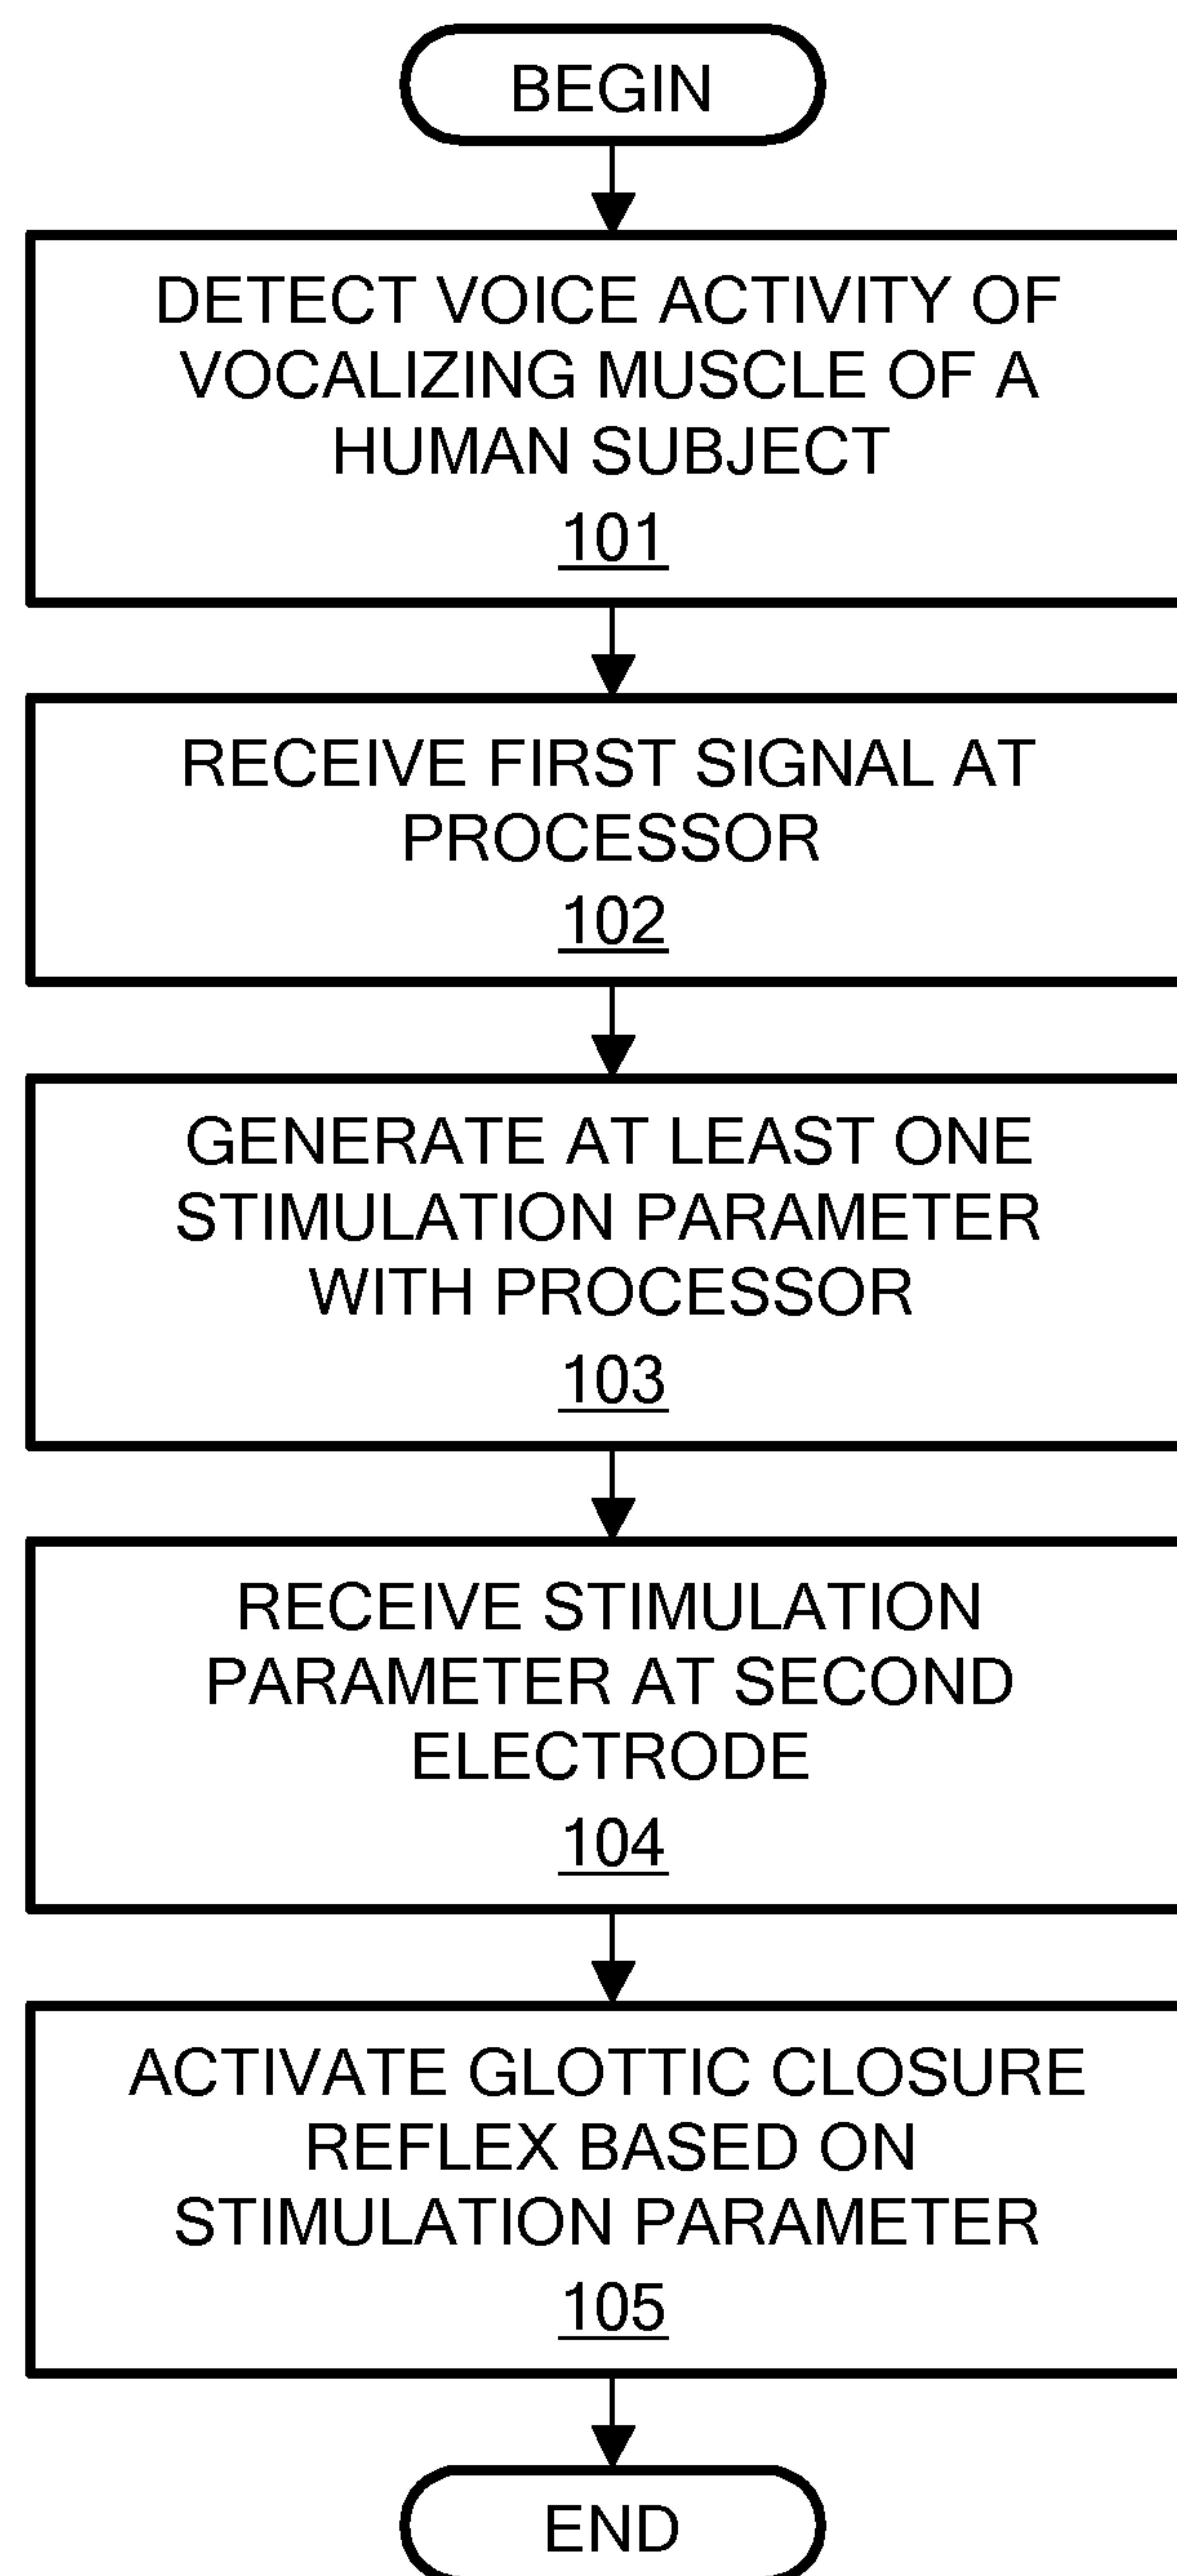 BEGIN
DETECT VOICE ACTIVITY OF
VOCALIZING MUSCLE OF A
HUMAN SUBJECT
101
RECEIVE FIRST SIGNAL AT
PROCESSOR
102
GENERATE AT LEAST ONE
STIMULATION PARAMETER
WITH PROCESSOR
103
RECEIVE STIMULATION
PARAMETER AT SECOND
ELECTRODE
104
ACTIVATE GLOTTIC CLOSURE
REFLEX BASED ON
STIMULATION PARAMETER
105
END